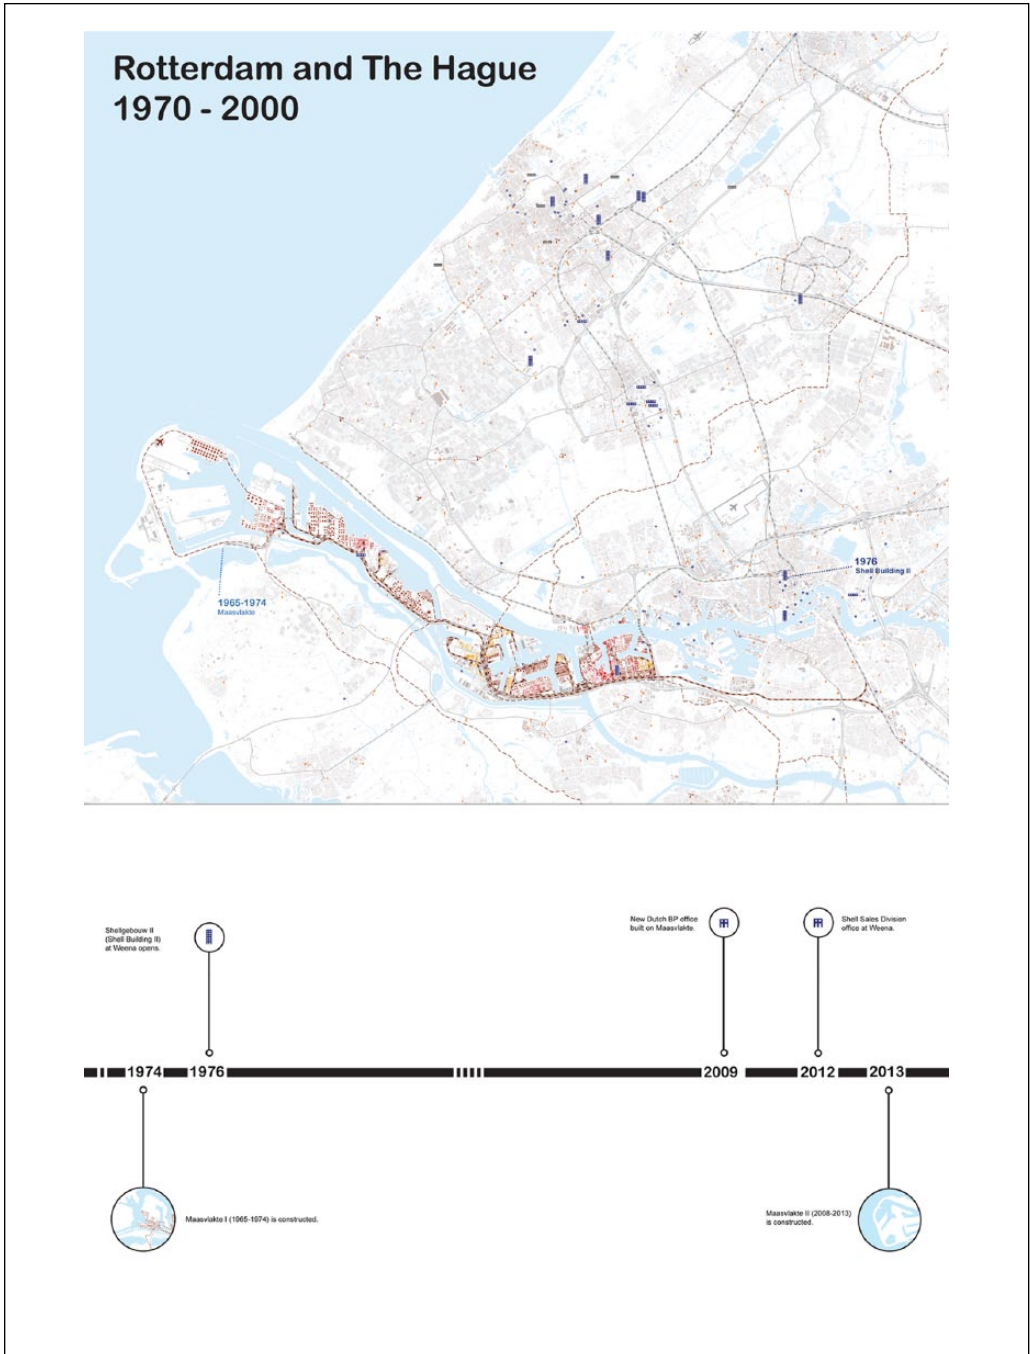 Rotterdam and The Hague
1970 - 2000
1976
Shell Building II
1965-1974
Maasvlakte
Shellgebouw II
(Shell Building II)
at Weena opens.
New Dutch BP office
built on Maasvlakte.
Shell Sales Division
office at Weena.
1974
1976
2009
2012
2013
Maasvlakte I (1965-1974) is constructed.
Maasvlakte II (2008-2013)
is constructed.